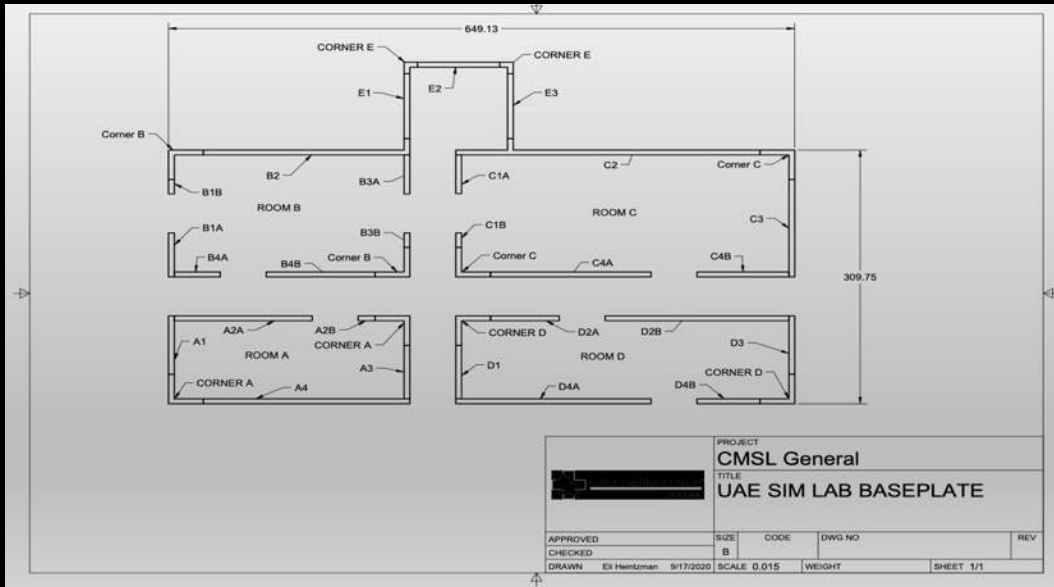 649.13
CORNER E
CORNER E
E1
E2
E3
Corner B
B2
B3A
C1A
C2
Corner C
B1B
ROOM B
ROOM C
C3
B1A
B3B
C1B
B4A
B4B
Corner B
Corner C
C4A
C4B
309.75
A2A
A2B
CORNER A
CORNER D
D2A
D2B
A1
ROOM A
ROOM D
D3
CORNER A
A3
D1
CORNER D
A4
D4A
D4B
PROJECT
CMSL General
TITLE
UAE SIM LAB BASEPLATE
APPROVED
SIZE
CODE
DWG NO
REV
CHECKED
B
DRAWN Eli Heintzman 9/17/2020
SCALE 0.015
WEIGHT
SHEET 1/1